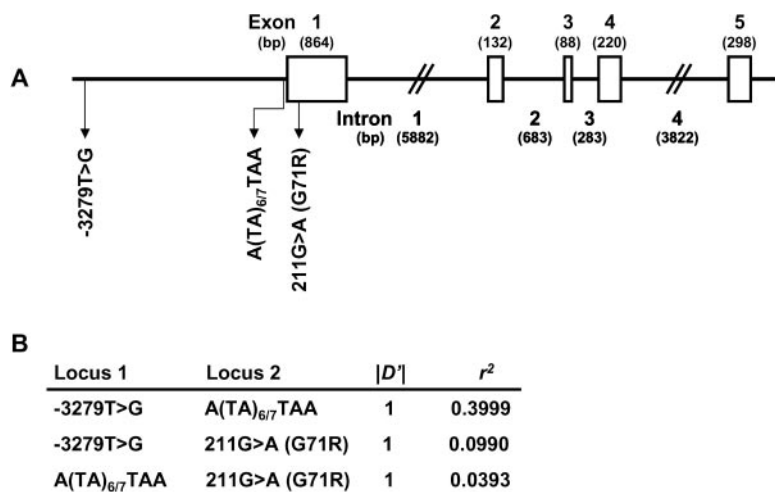 Exon 1 2 3 4 5
(bp) (864) (132) (88) (220) (298)
A
Intron 1 2 3 4
(bp) (5882) (683) (283) (3822)
-3279T>G
A(TA)6/7TAA
211G>A (G71R)
B
Locus 1 Locus 2 |D'| r²
-3279T>G A(TA)6/7TAA 1 0.3999
-3279T>G 211G>A (G71R) 1 0.0990
A(TA)6/7TAA 211G>A (G71R) 1 0.0393